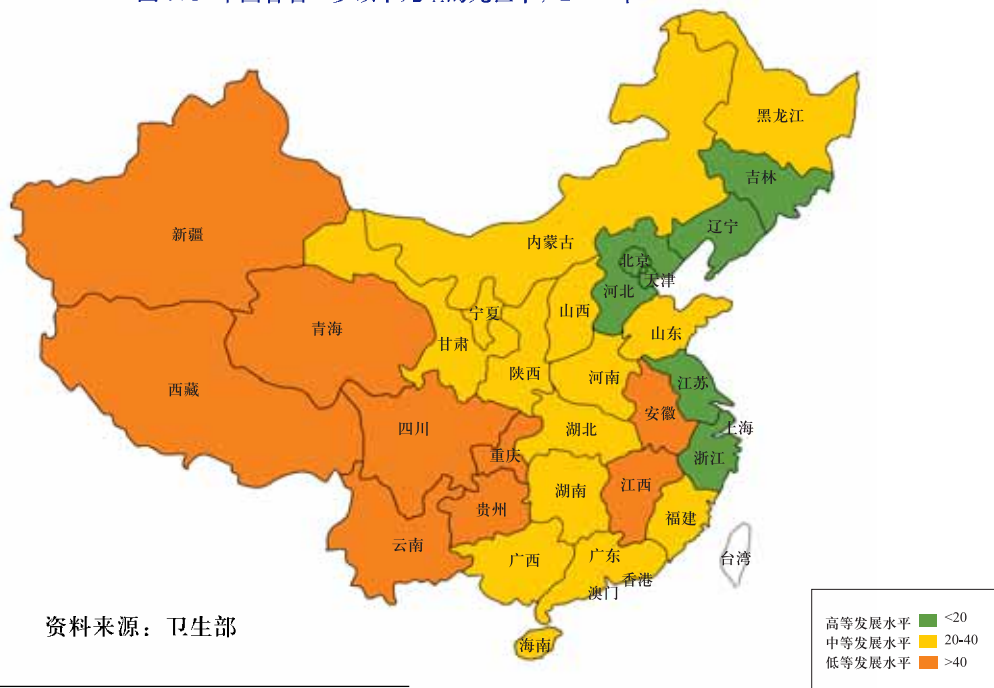 黑龙江
吉林
辽宁
新疆
内蒙古
北京
天津
河北
宁夏
山西
青海
甘肃
山东
陕西
河南
江苏
西藏
安徽
四川
湖北
上海
重庆
浙江
湖南
江西
贵州
福建
云南
广西
广东
台湾
香港
澳门
海南
资料来源：卫生部
高等发展水平 <20
中等发展水平 20-40
低等发展水平 >40